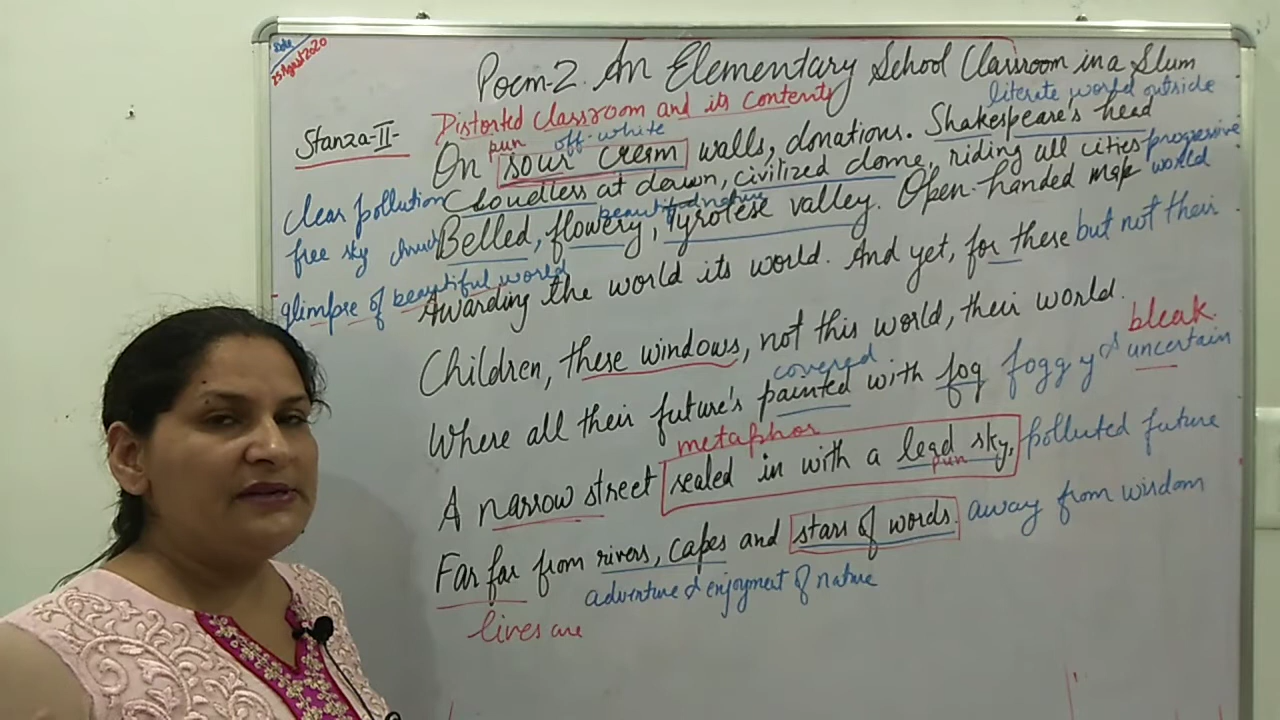 Date
25 August 2020
Poem-2. An Elementary School Classroom in a Slum
Distorted Classroom and its Contents
literate world outside
Stanza-II-
pun off-white
On sour cream walls, donations. Shakespeare's head
progressive world
clear pollution free sky
Cloudless at dawn, civilized dome, riding all cities
beautiful nature
church
Belled, flowery, Tyrolese valley. Open-handed map
glimpse of beautiful world
Awarding the world its world. And yet, for these but not their
Children, these windows, not this world, their world.
bleak
covered
Where all their future's painted with fog foggy & uncertain
metaphor
A narrow street sealed in with a lead sky, polluted future
pun
Far far from rivers, capes and stars of words. away from wisdom
adventure & enjoyment of nature
lives are